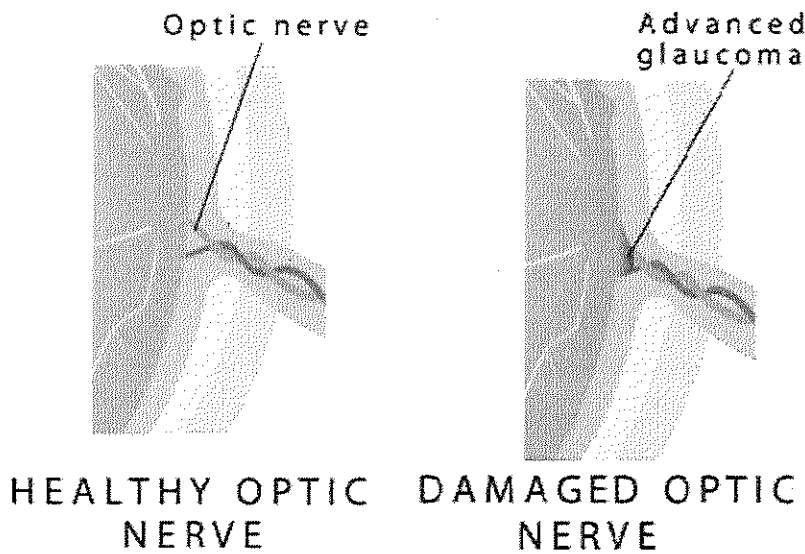 Optic nerve
Advanced
glaucoma
HEALTHY OPTIC
NERVE
DAMAGED OPTIC
NERVE